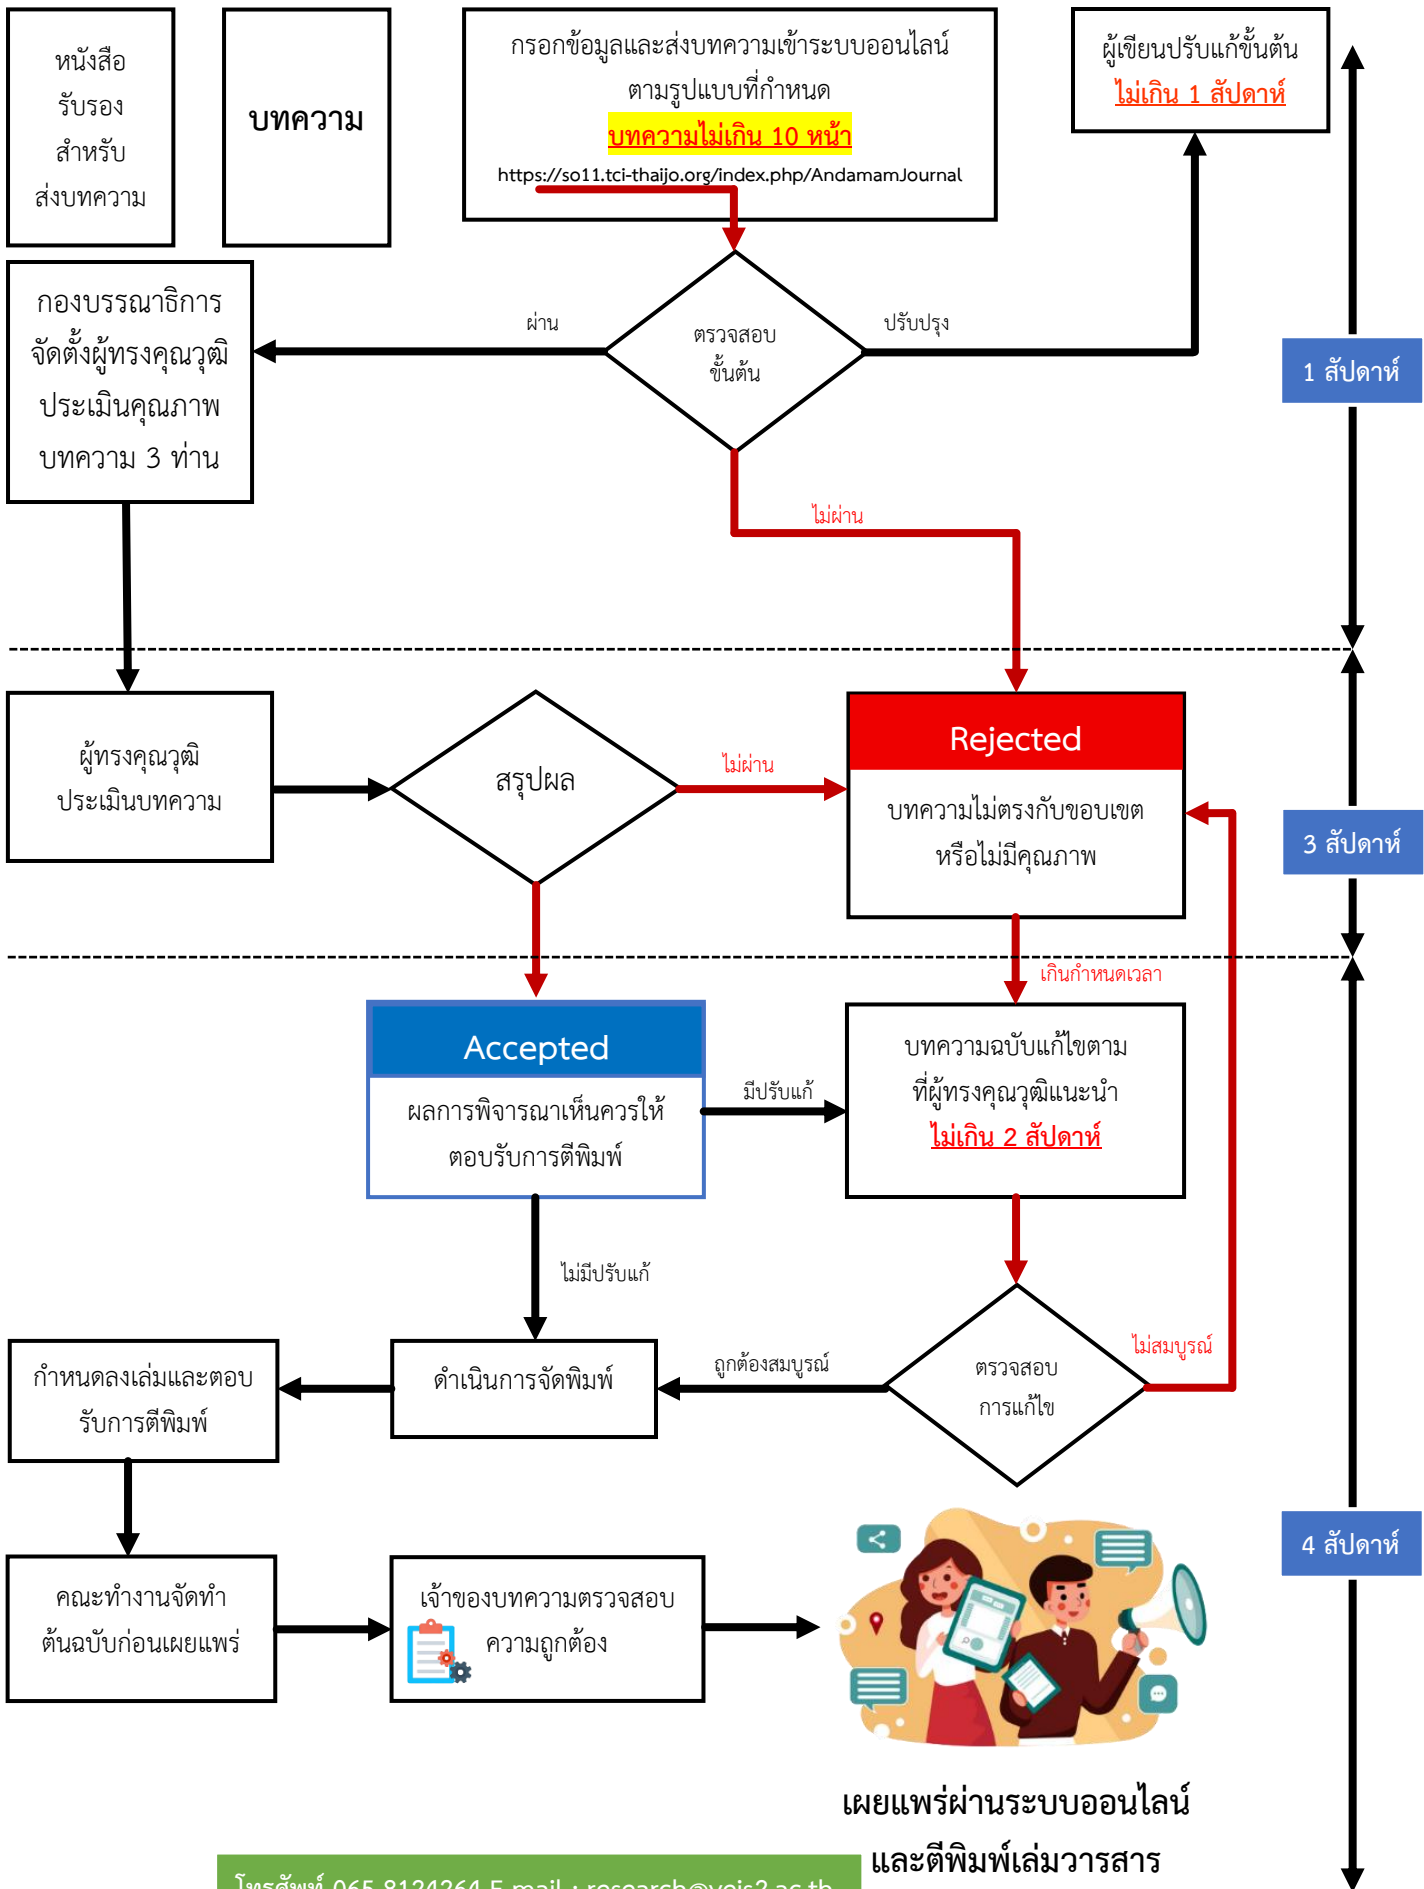 หนังสือ
รับรอง
สำหรับ
ส่งบทความ
บทความ
กรอกข้อมูลและส่งบทความเข้าระบบออนไลน์
ตามรูปแบบที่กำหนด
บทความไม่เกิน 10 หน้า
https://so11.tci-thaijo.org/index.php/AndamamJournal
ผู้เขียนปรับแก้ขั้นต้น
ไม่เกิน 1 สัปดาห์
กองบรรณาธิการ
จัดตั้งผู้ทรงคุณวุฒิ
ประเมินคุณภาพ
บทความ 3 ท่าน
ผ่าน
ตรวจสอบ
ขั้นต้น
ปรับปรุง
1 สัปดาห์
ไม่ผ่าน
ผู้ทรงคุณวุฒิ
ประเมินบทความ
สรุปผล
ไม่ผ่าน
Rejected
บทความไม่ตรงกับขอบเขต
หรือไม่มีคุณภาพ
3 สัปดาห์
เกินกำหนดเวลา
Accepted
ผลการพิจารณาเห็นควรให้
ตอบรับการตีพิมพ์
มีปรับแก้
บทความฉบับแก้ไขตาม
ที่ผู้ทรงคุณวุฒิแนะนำ
ไม่เกิน 2 สัปดาห์
ไม่มีปรับแก้
กำหนดลงเล่มและตอบ
รับการตีพิมพ์
ดำเนินการจัดพิมพ์
ถูกต้องสมบูรณ์
ตรวจสอบ
การแก้ไข
ไม่สมบูรณ์
4 สัปดาห์
คณะทำงานจัดทำ
ต้นฉบับก่อนเผยแพร่
เจ้าของบทความตรวจสอบ
ความถูกต้อง
เผยแพร่ผ่านระบบออนไลน์
และตีพิมพ์เล่มวารสาร
โทรศัพท์ 065 8124264 E-mail : research@veis2.ac.th